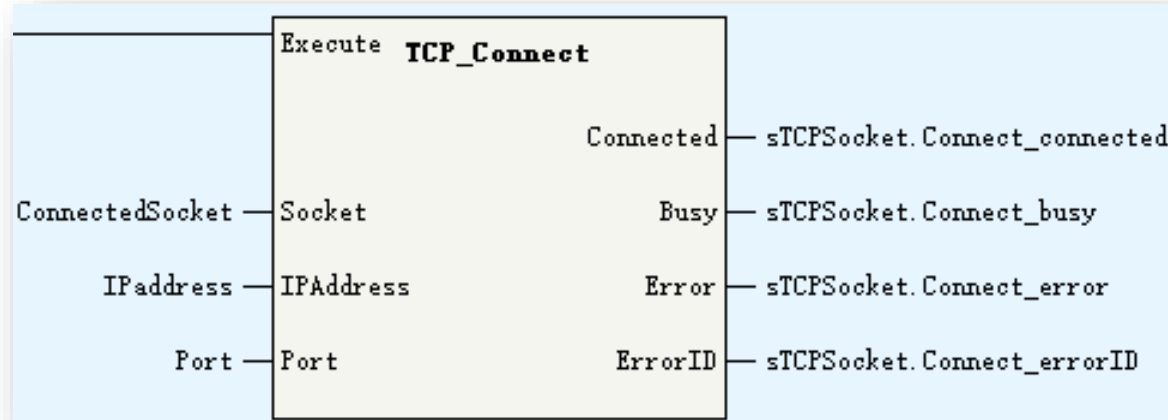 Execute TCP_Connect
Connected sTCPSocket.Connect_connected
ConnectedSocket Socket Busy sTCPSocket.Connect_busy
IPaddress IPAddress Error sTCPSocket.Connect_error
Port Port ErrorID sTCPSocket.Connect_errorID